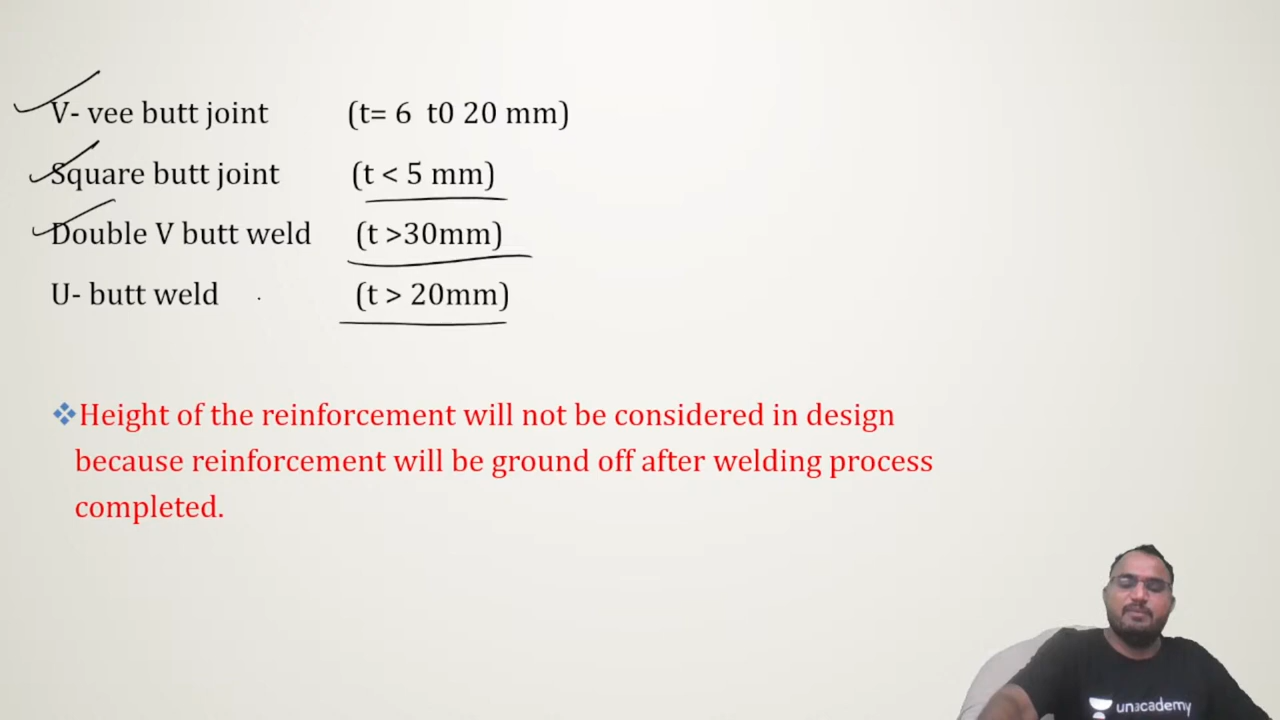 V- vee butt joint (t= 6 t0 20 mm)
Square butt joint (t < 5 mm)
Double V butt weld (t >30mm)
U- butt weld (t > 20mm)
❖Height of the reinforcement will not be considered in design
because reinforcement will be ground off after welding process
completed.
unacademy